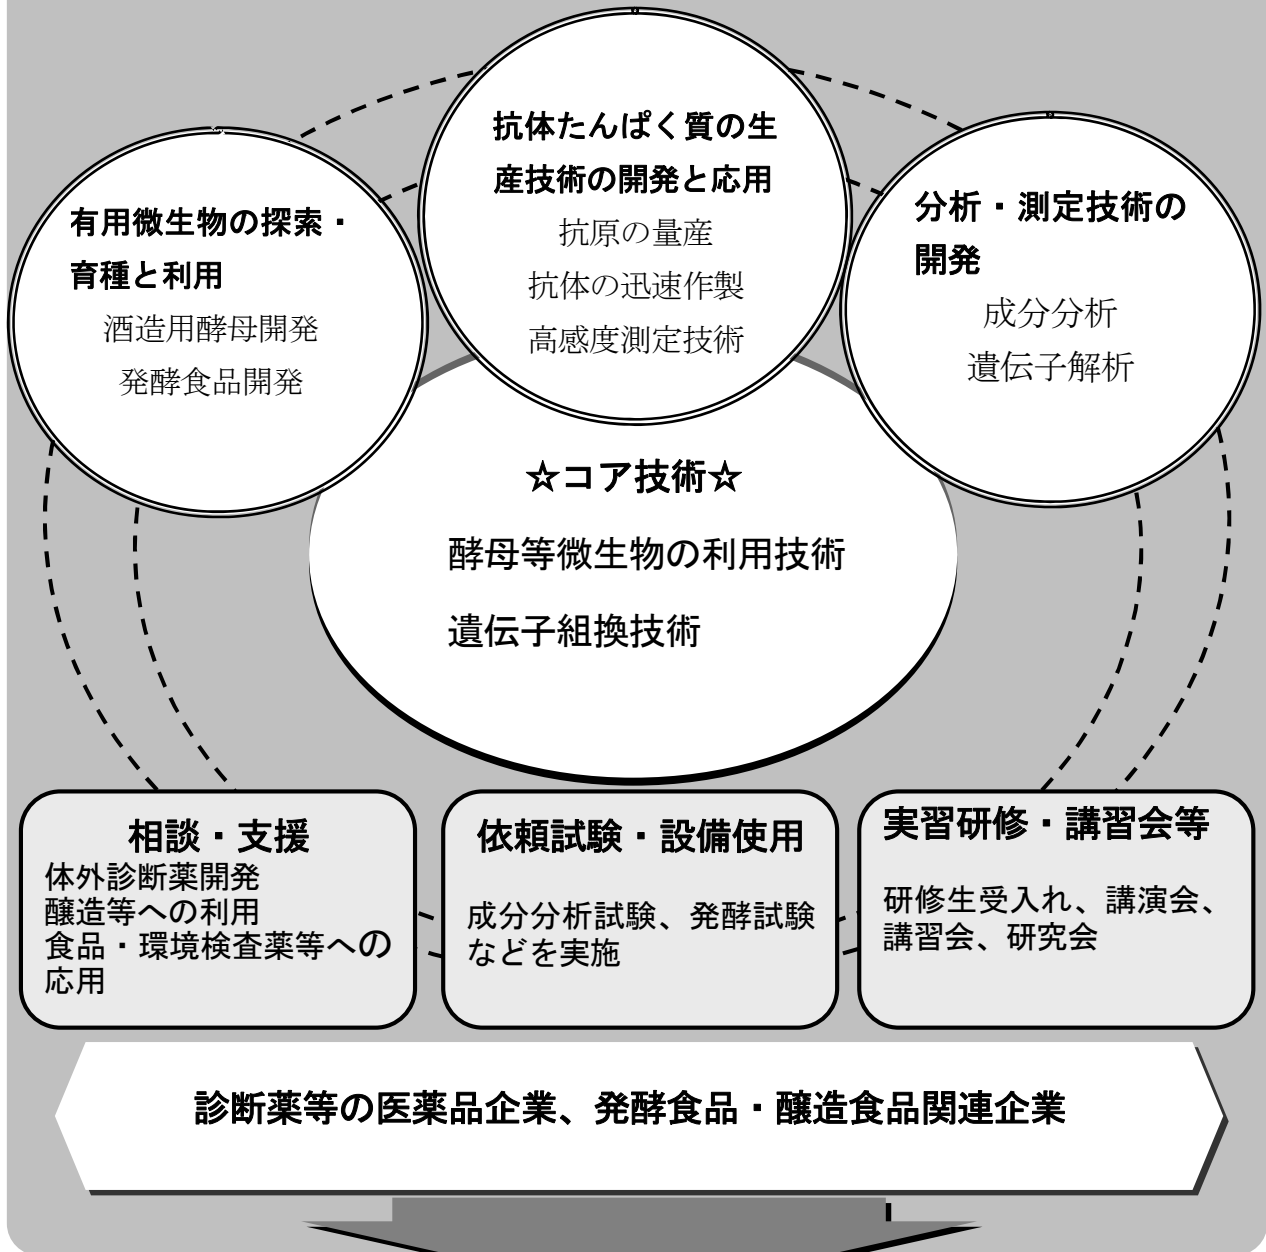 抗体たんぱく質の生
産技術の開発と応用
抗原の量産
抗体の迅速作製
高感度測定技術
有用微生物の探索・
育種と利用
酒造用酵母開発
発酵食品開発
分析・測定技術の
開発
成分分析
遺伝子解析
☆コア技術☆
酵母等微生物の利用技術
遺伝子組換技術
相談・支援
体外診断薬開発
醸造等への利用
食品・環境検査薬等への
応用
依頼試験・設備使用
成分分析試験、発酵試験
などを実施
実習研修・講習会等
研修生受入れ、講演会、
講習会、研究会
診断薬等の医薬品企業、発酵食品・醸造食品関連企業